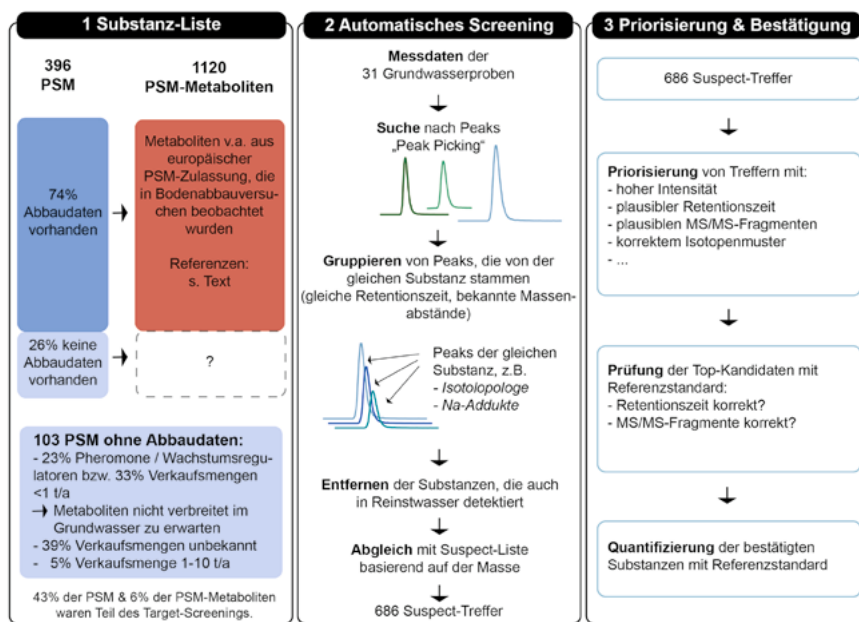 1 Substanz-Liste
396
PSM
1120
PSM-Metaboliten
74%
Abbaudaten
vorhanden
Metaboliten v.a. aus
europäischer
PSM-Zulassung, die
in Bodenabbauversu-
chen beobachtet
wurden
Referenzen:
s. Text
26% keine
Abbaudaten
vorhanden
?
103 PSM ohne Abbaudaten:
- 23% Pheromone / Wachstumsregu-
latoren bzw. 33% Verkaufsmengen
<1 t/a
Metaboliten nicht verbreitet im
Grundwasser zu erwarten
- 39% Verkaufsmengen unbekannt
- 5% Verkaufsmenge 1-10 t/a
43% der PSM & 6% der PSM-Metaboliten
waren Teil des Target-Screenings.
2 Automatisches Screening
Messdaten der
31 Grundwasserproben
Suche nach Peaks
„Peak Picking“
Gruppieren von Peaks, die von der
gleichen Substanz stammen
(gleiche Retentionszeit, bekannte Massen-
abstände)
Peaks der gleichen
Substanz, z.B.
- Isotolopologe
- Na-Addukte
Entfernen der Substanzen, die auch
in Reinstwasser detektiert
Abgleich mit Suspect-Liste
basierend auf der Masse
686 Suspect-Treffer
3 Priorisierung & Bestätigung
686 Suspect-Treffer
Priorisierung von Treffern mit:
- hoher Intensität
- plausibler Retentionszeit
- plausiblen MS/MS-Fragmenten
- korrektem Isotopenmuster
- ...
Prüfung der Top-Kandidaten mit
Referenzstandard:
- Retentionszeit korrekt?
- MS/MS-Fragmente korrekt?
Quantifizierung der bestätigten
Substanzen mit Referenzstandard